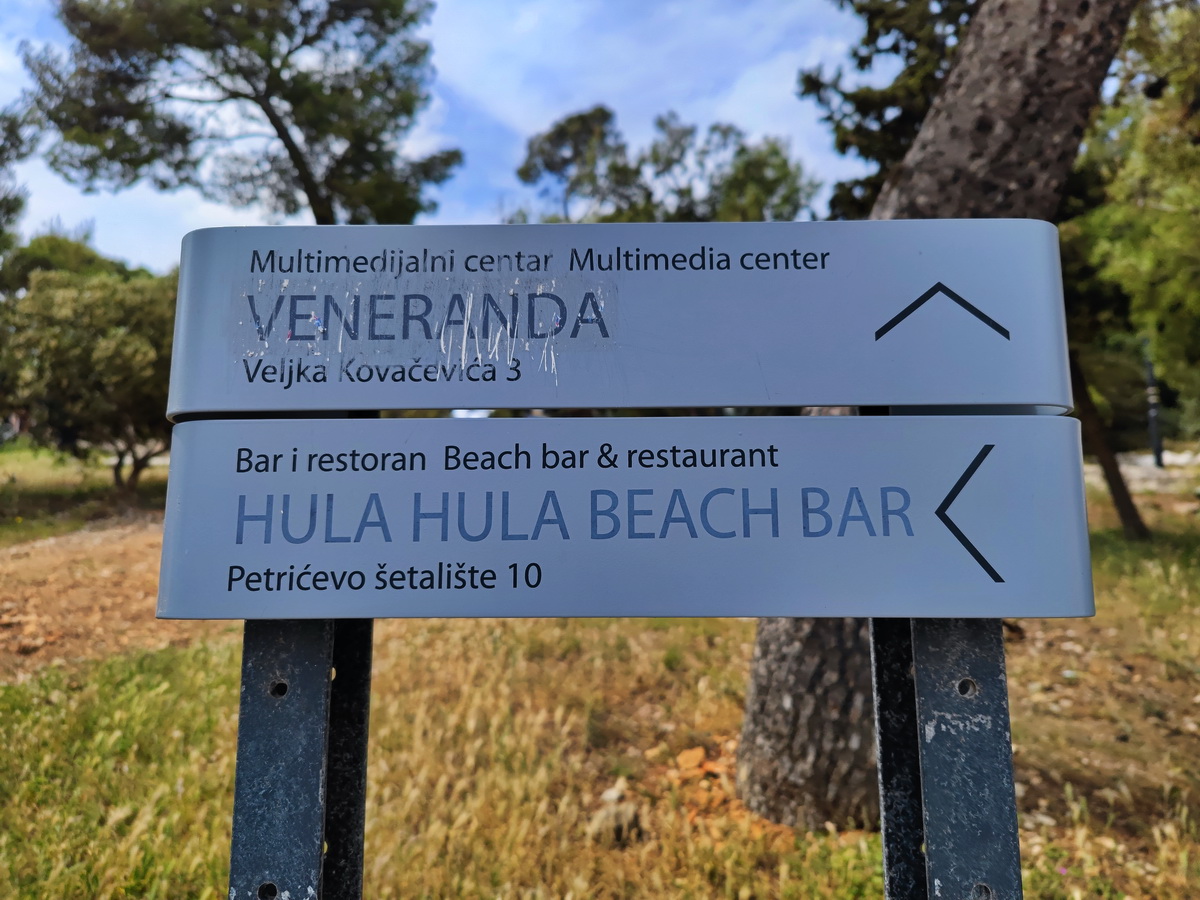 Multimedijalni centar Multimedia center
VENERANDA
Veljka Kovačevića 3
Bar i restoran Beach bar & restaurant
HULA HULA BEACH BAR
Petrićevo šetalište 10